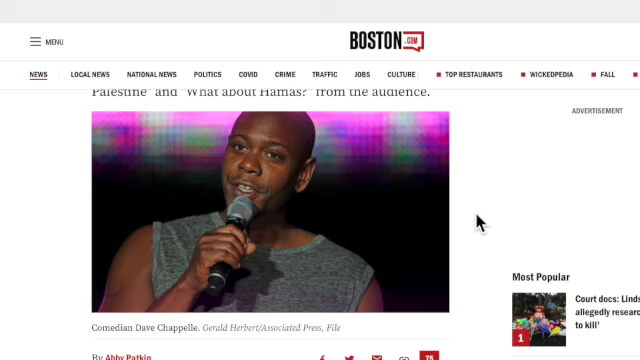 MENU
BOSTON.COM
NEWS LOCAL NEWS NATIONAL NEWS POLITICS COVID CRIME TRAFFIC JOBS CULTURE TOP RESTAURANTS WICKEDPEDIA FALL
Palestine" and "What about Hamas?" from the audience.
ADVERTISEMENT
Comedian Dave Chappelle. Gerald Herbert/Associated Press, File
By Abby Patkin
75
Most Popular
1
Court docs: Linds
allegedly researc
to kill'